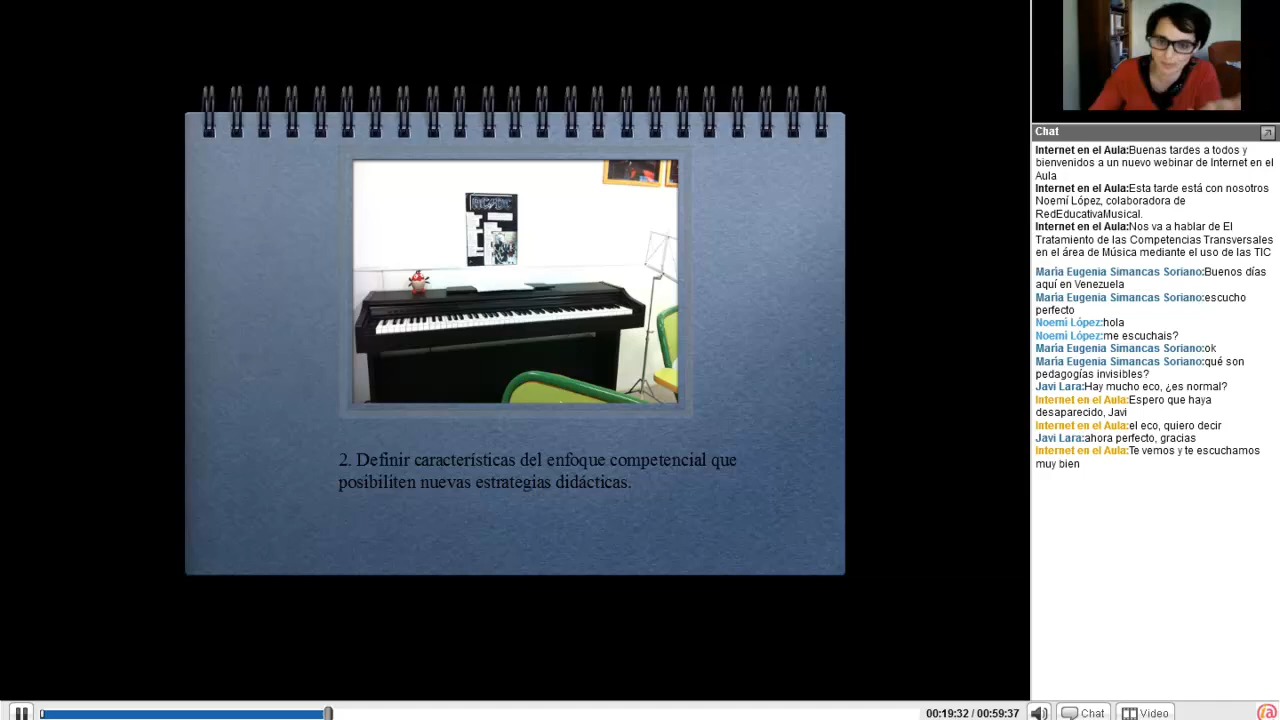 2. Definir características del enfoque competencial que
posibiliten nuevas estrategias didácticas.
Chat
Internet en el Aula:Buenas tardes a todos y
bienvenidos a un nuevo webinar de Internet en el
Aula
Internet en el Aula:Esta tarde está con nosotros
Noemí López, colaboradora de
RedEducativaMusical.
Internet en el Aula:Nos va a hablar de El
Tratamiento de las Competencias Transversales
en el área de Música mediante el uso de las TIC
María Eugenia Simancas Soriano:Buenos días
aquí en Venezuela
María Eugenia Simancas Soriano:escucho
perfecto
Noemí López:hola
Noemí López:me escuchais?
María Eugenia Simancas Soriano:ok
María Eugenia Simancas Soriano:qué son
pedagogías invisibles?
Javi Lara:Hay mucho eco, ¿es normal?
Internet en el Aula:Espero que haya
desaparecido, Javi
Internet en el Aula:el eco, quiero decir
Javi Lara:ahora perfecto, gracias
Internet en el Aula:Te vemos y te escuchamos
muy bien
00:19:32 / 00:59:37
Chat
Video